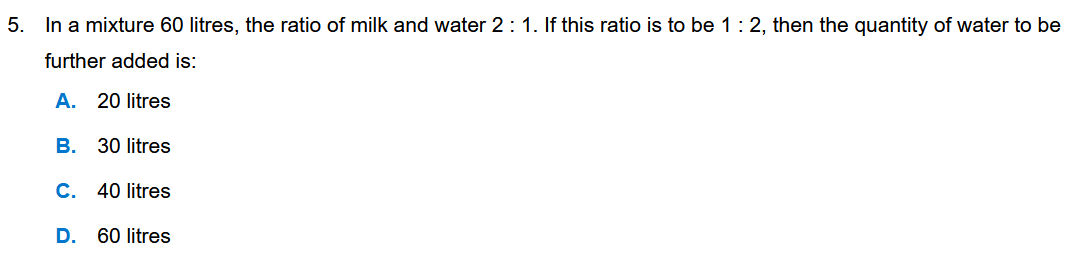 5. In a mixture 60 litres, the ratio of milk and water 2 : 1. If this ratio is to be 1 : 2, then the quantity of water to be
further added is:
A. 20 litres
B. 30 litres
C. 40 litres
D. 60 litres